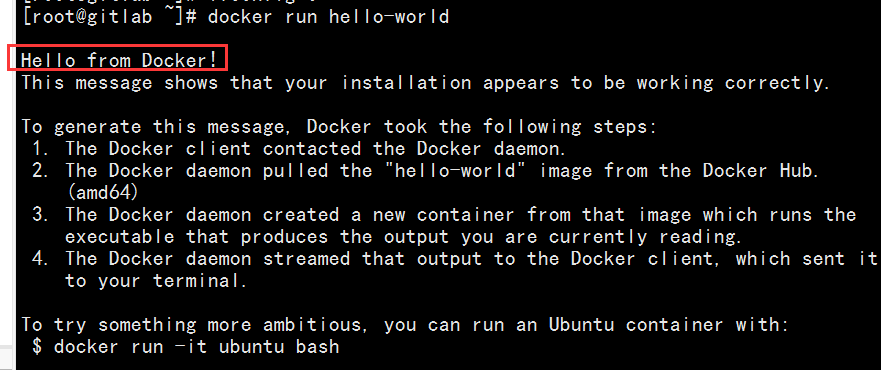 [root@gitlab ~]# docker run hello-world
Hello from Docker!
This message shows that your installation appears to be working correctly.
To generate this message, Docker took the following steps:
1. The Docker client contacted the Docker daemon.
2. The Docker daemon pulled the "hello-world" image from the Docker Hub.
(amd64)
3. The Docker daemon created a new container from that image which runs the
executable that produces the output you are currently reading.
4. The Docker daemon streamed that output to the Docker client, which sent it
to your terminal.
To try something more ambitious, you can run an Ubuntu container with:
$ docker run -it ubuntu bash